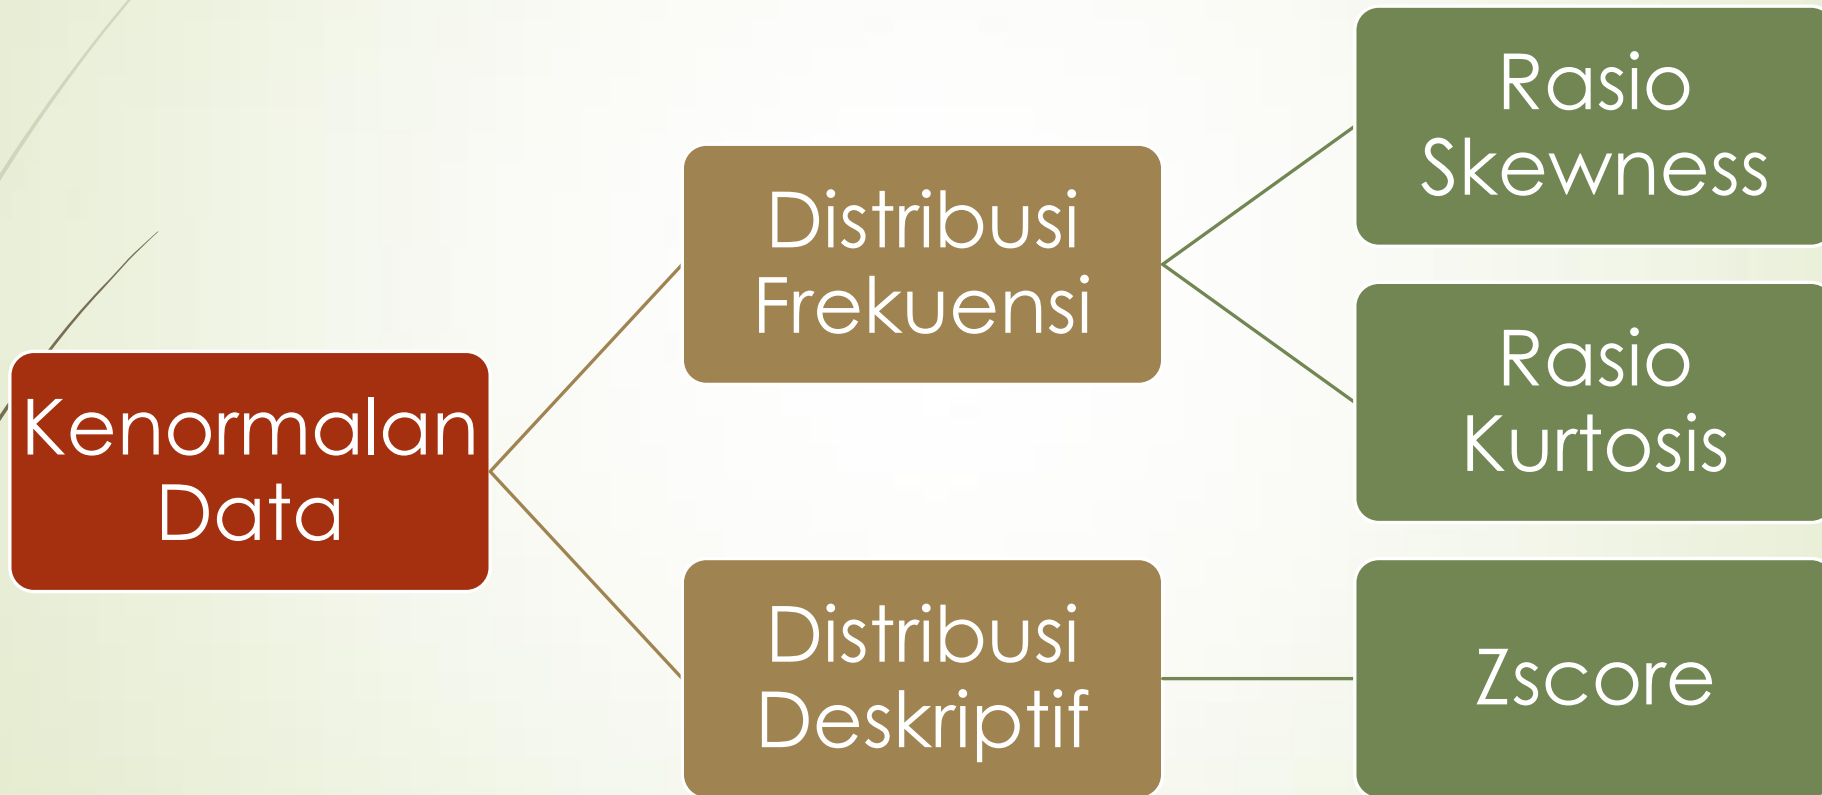 Kenormalan
Data
Distribusi
Frekuensi
Rasio
Skewness
Rasio
Kurtosis
Distribusi
Deskriptif
Zscore